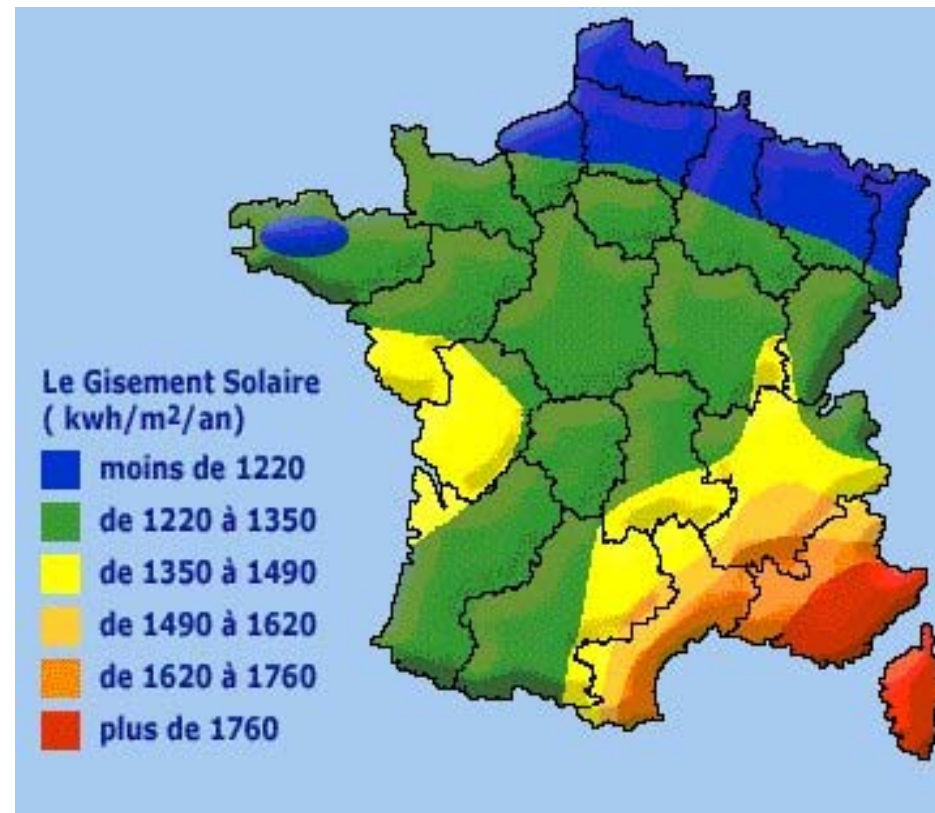 Le Gisement Solaire
( kwh/m2/an)
moins de 1220
de 1220 à 1350
de 1350 à 1490
de 1490 à 1620
de 1620 à 1760
plus de 1760